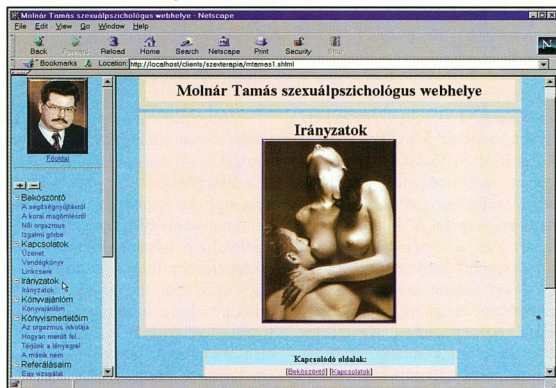 Molnár Tamás szexuálpszichológus webhelye - Netscape
File Edit View Go Window Help
Back Forward Reload Home Search Netscape Print Security Stop
Bookmarks Location: http://localhost/clients/szexterapia/mtamas1.shtml
Főoldal
Beköszöntő
A segítségnyújtásról
A korai magömlésről
Női orgazmus
Izgalmi görbe
Kapcsolatok
Üzenet
Vendégkönyv
Linkcsere
Irányzatok
Irányzatok
Könyvajánlóm
Könyvajánlóm
Könyvismertetőim
Az orgazmus iskolája
Hogyan merült fel...
Térjünk a lényegre!
A másik nem
Referálásaim
Egy vizsgálat
Molnár Tamás szexuálpszichológus webhelye
Irányzatok
Kapcsolódó oldalak:
[Beköszöntő] [Kapcsolatok]